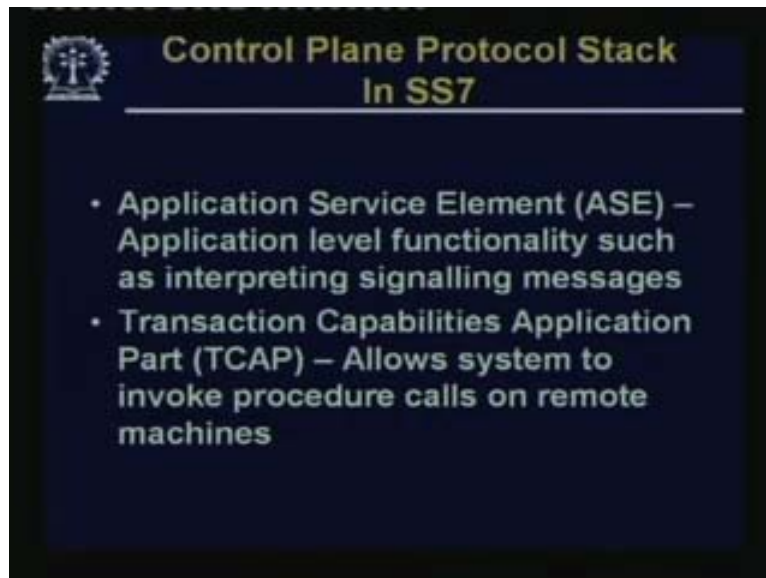 Control Plane Protocol Stack
In SS7
• Application Service Element (ASE) –
Application level functionality such
as interpreting signalling messages
• Transaction Capabilities Application
Part (TCAP) – Allows system to
invoke procedure calls on remote
machines